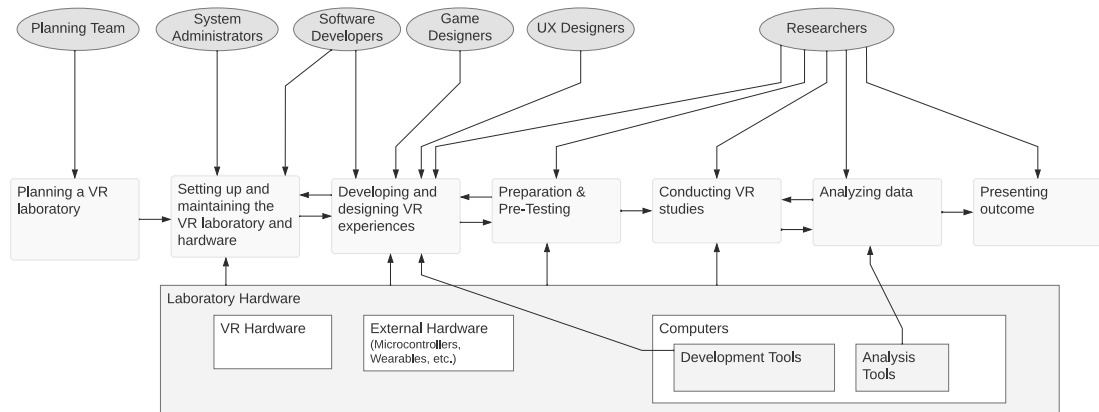 Planning Team
System
Administrators
Software
Developers
Game
Designers
UX Designers
Researchers
Planning a VR
laboratory
Setting up and
maintaining the
VR laboratory and
hardware
Developing and
designing VR
experiences
Preparation &
Pre-Testing
Conducting VR
studies
Analyzing data
Presenting
outcome
Laboratory Hardware
VR Hardware
External Hardware
(Microcontrollers,
Wearables, etc.)
Computers
Development Tools
Analysis
Tools